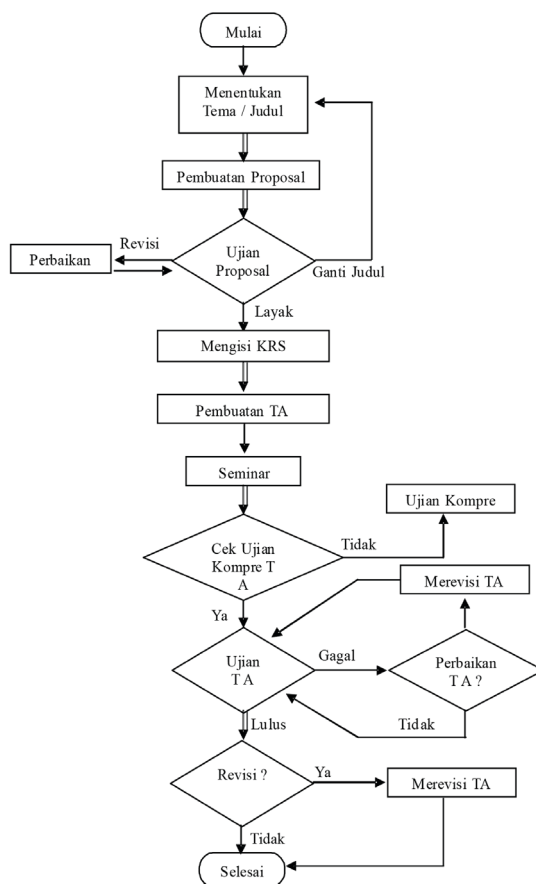 Mulai
Menentukan
Tema / Judul
Pembuatan Proposal
Revisi
Perbaikan
Ujian
Proposal
Ganti Judul
Layak
Mengisi KRS
Pembuatan TA
Seminar
Ujian Kompre
Cek Ujian
Kompre T
A
Tidak
Merevisi TA
Ya
Ujian
T A
Gagal
Perbaikan
T A ?
Tidak
Lulus
Revisi ?
Ya
Merevisi TA
Tidak
Selesai